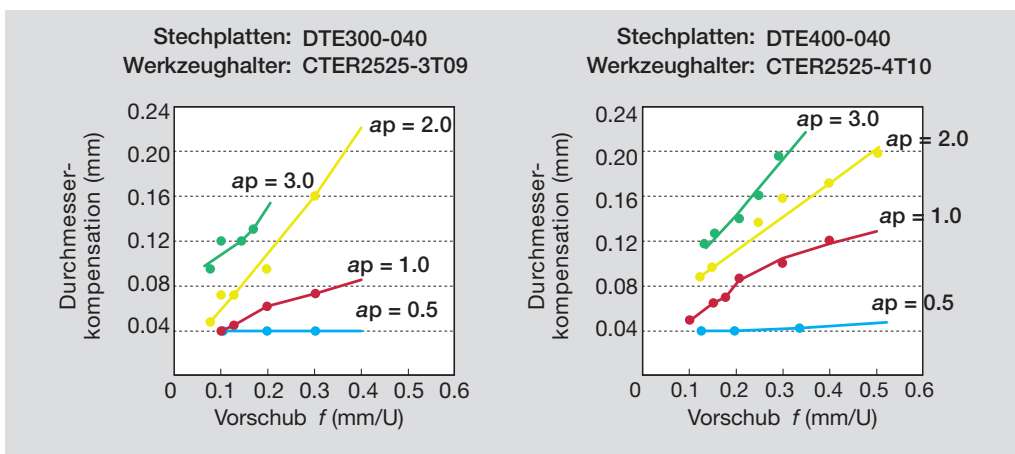 Stechplatten: DTE300-040
Werkzeughalter: CTER2525-3T09
Durchmesser-
kompensation (mm)
0.24
0.20
0.16
0.12
0.08
0.04
ap = 2.0
ap = 3.0
ap = 1.0
ap = 0.5
0 0.1 0.2 0.3 0.4 0.5 0.6
Vorschub f (mm/U)
Stechplatten: DTE400-040
Werkzeughalter: CTER2525-4T10
Durchmesser-
kompensation (mm)
0.24
0.20
0.16
0.12
0.08
0.04
ap = 3.0
ap = 2.0
ap = 1.0
ap = 0.5
0 0.1 0.2 0.3 0.4 0.5 0.6
Vorschub f (mm/U)